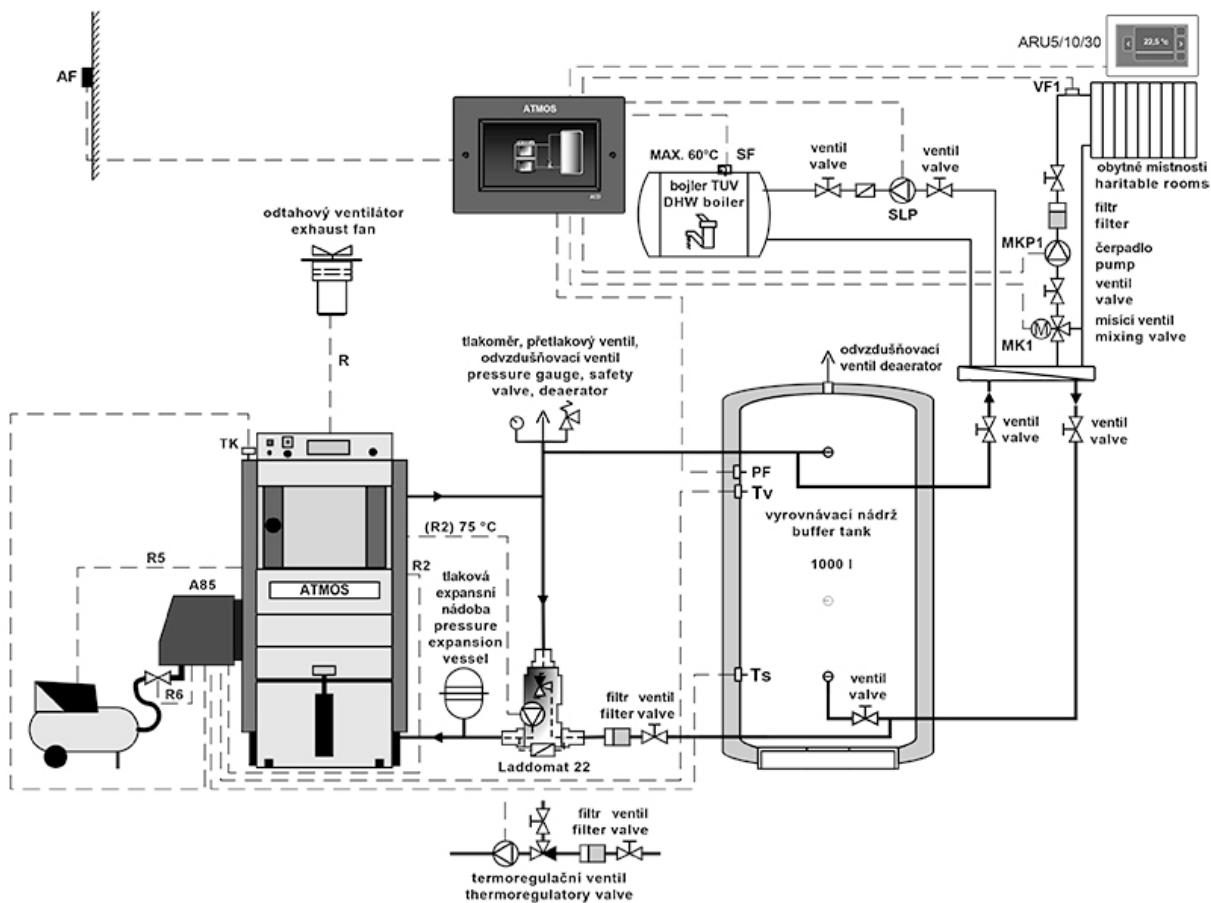 ARU5/10/30
22,5 °c
AF
VF1
ATMOS
MAX. 60°C
SF
ventil
valve
ventil
valve
bojler TUV
DHW boiler
SLP
obytné místnosti
haritable rooms
filtr
filter
MKP1
čerpadlo
pump
ventil
valve
misící ventil
mixing valve
M
MK1
odtahový ventilátor
exhaust fan
R
tlakoměr, přetlakový ventil,
odvzdušňovací ventil
pressure gauge, safety
valve, deaerator
odvzdušňovací
ventil deaerator
ventil
valve
ventil
valve
TK
PF
Tv
(R2) 75 °C
vyrovnávací nádrž
buffer tank
1000 l
R5
R2
A85
ATMOS
tlaková
expansní
nádoba
pressure
expansion
vessel
Ts
R6
filtr ventil
filter valve
ventil
valve
Laddomat 22
filtr ventil
filter valve
termoregulační ventil
thermoregulatory valve